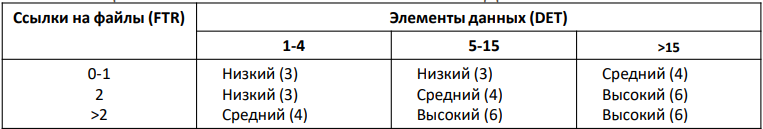 Ссылки на файлы (FTR) Элементы данных (DET)
1-4 5-15 >15
0-1 Низкий (3) Низкий (3) Средний (4)
2 Низкий (3) Средний (4) Высокий (6)
>2 Средний (4) Высокий (6) Высокий (6)